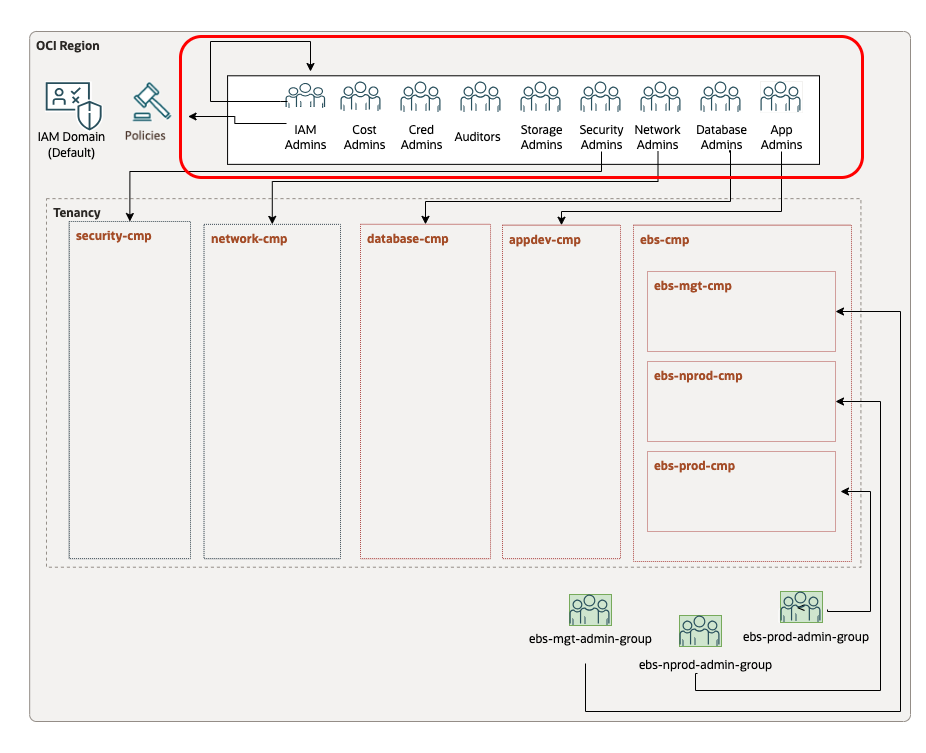 OCI Region
IAM Domain
(Default)
Policies
IAM
Admins
Cost
Admins
Cred
Admins
Auditors
Storage
Admins
Security
Admins
Network
Admins
Database
Admins
App
Admins
Tenancy
security-cmp
network-cmp
database-cmp
appdev-cmp
ebs-cmp
ebs-mgt-cmp
ebs-nprod-cmp
ebs-prod-cmp
ebs-mgt-admin-group
ebs-nprod-admin-group
ebs-prod-admin-group